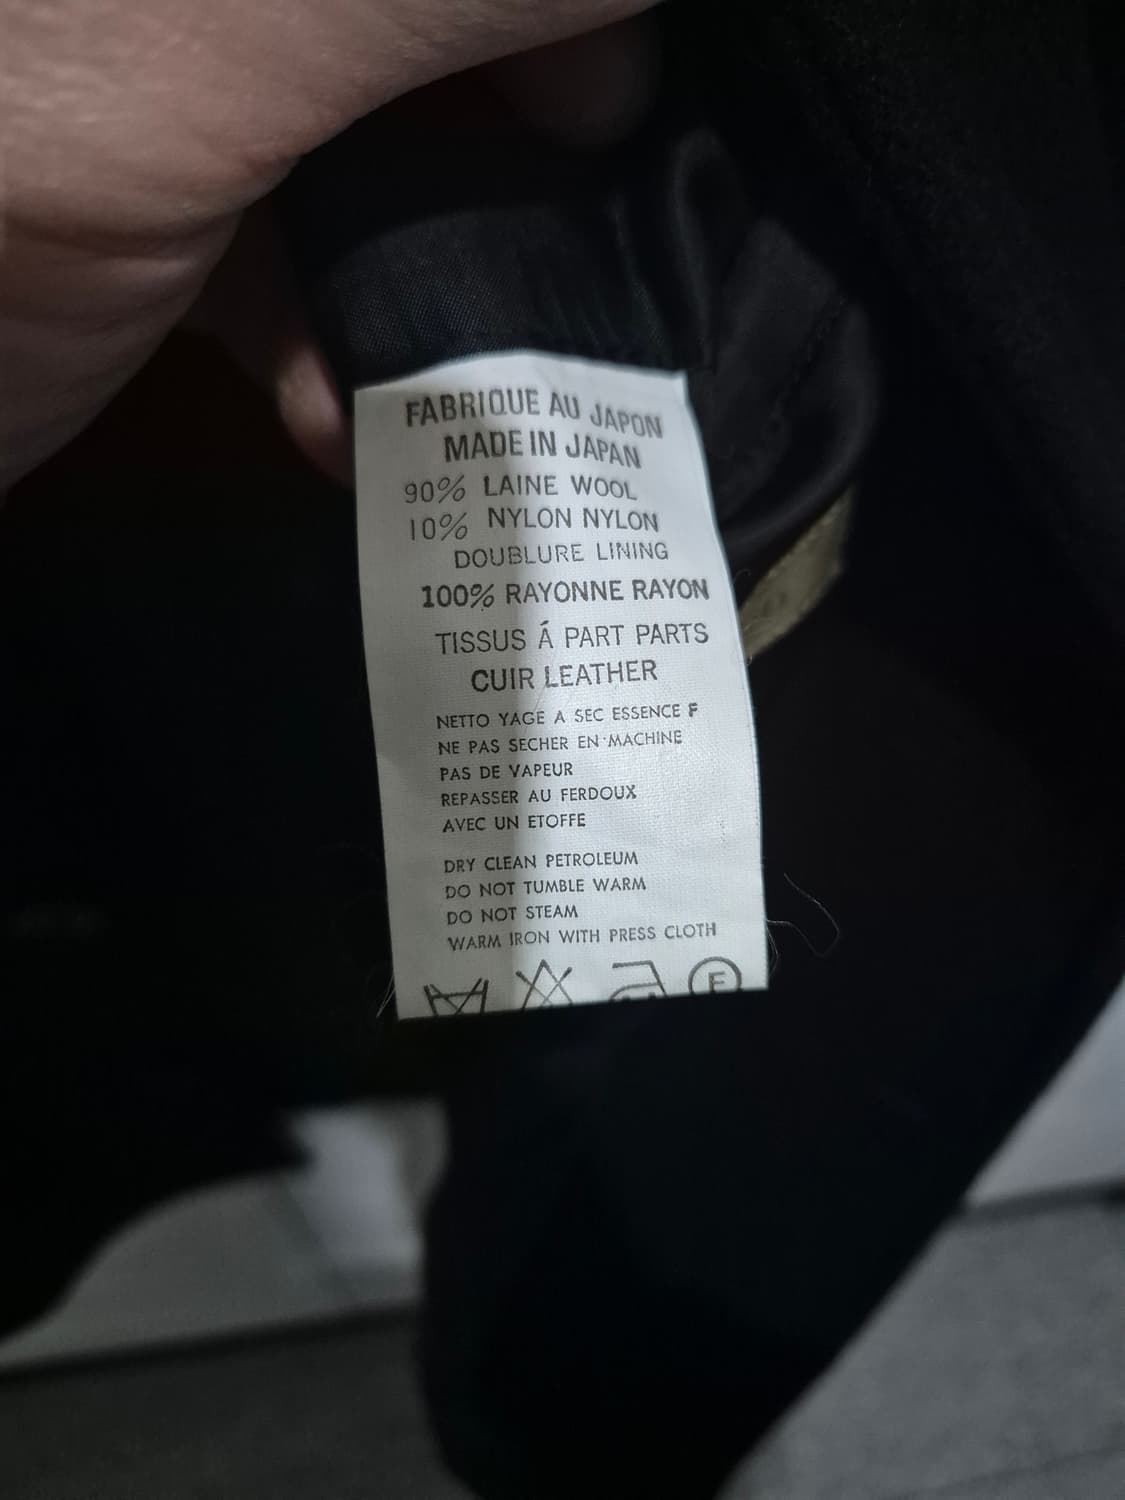 FABRIQUE AU JAPON
MADE IN JAPAN
90% LAINE WOOL
10% NYLON NYLON
DOUBLURE LINING
100% RAYONNE RAYON
TISSUS Á PART PARTS
CUIR LEATHER
NETTO YAGE A SEC ESSENCE F
NE PAS SECHER EN MACHINE
PAS DE VAPEUR
REPASSER AU FERDOUX
AVEC UN ETOFFE
DRY CLEAN PETROLEUM
DO NOT TUMBLE WARM
DO NOT STEAM
WARM IRON WITH PRESS CLOTH
F